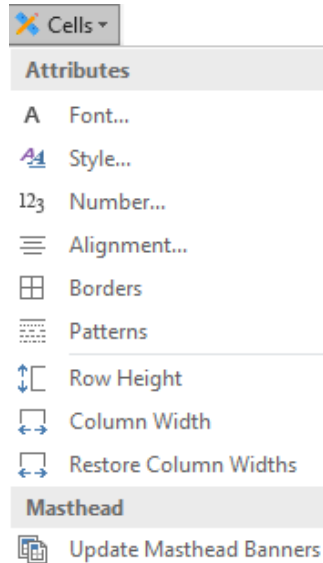 Cells
Attributes
A Font...
Style...
123 Number...
Alignment...
Borders
Patterns
Row Height
Column Width
Restore Column Widths
Masthead
Update Masthead Banners